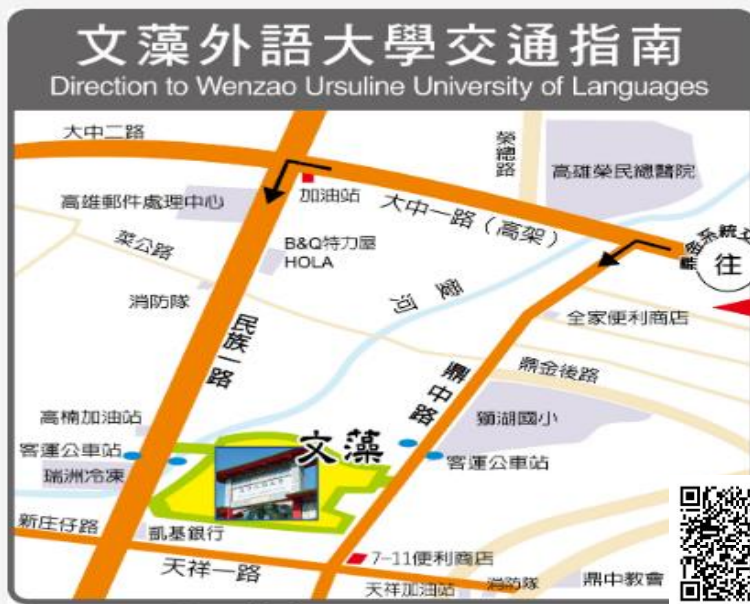 文藻外語大學交通指南
Direction to Wenzao Ursuline University of Languages
大中二路
榮總路
高雄榮民總醫院
高雄郵件處理中心
加油站
大中一路（高架）
菜公路
B&Q特力屋
HOLA
往
消防隊
愛河
全家便利商店
民族一路
鼎中路
鼎金後路
高楠加油站
文藻
獅湖國小
客運公車站
客運公車站
瑞洲冷凍
新庄仔路
凱基銀行
天祥一路
7-11便利商店
天祥加油站
消防隊
鼎中教會